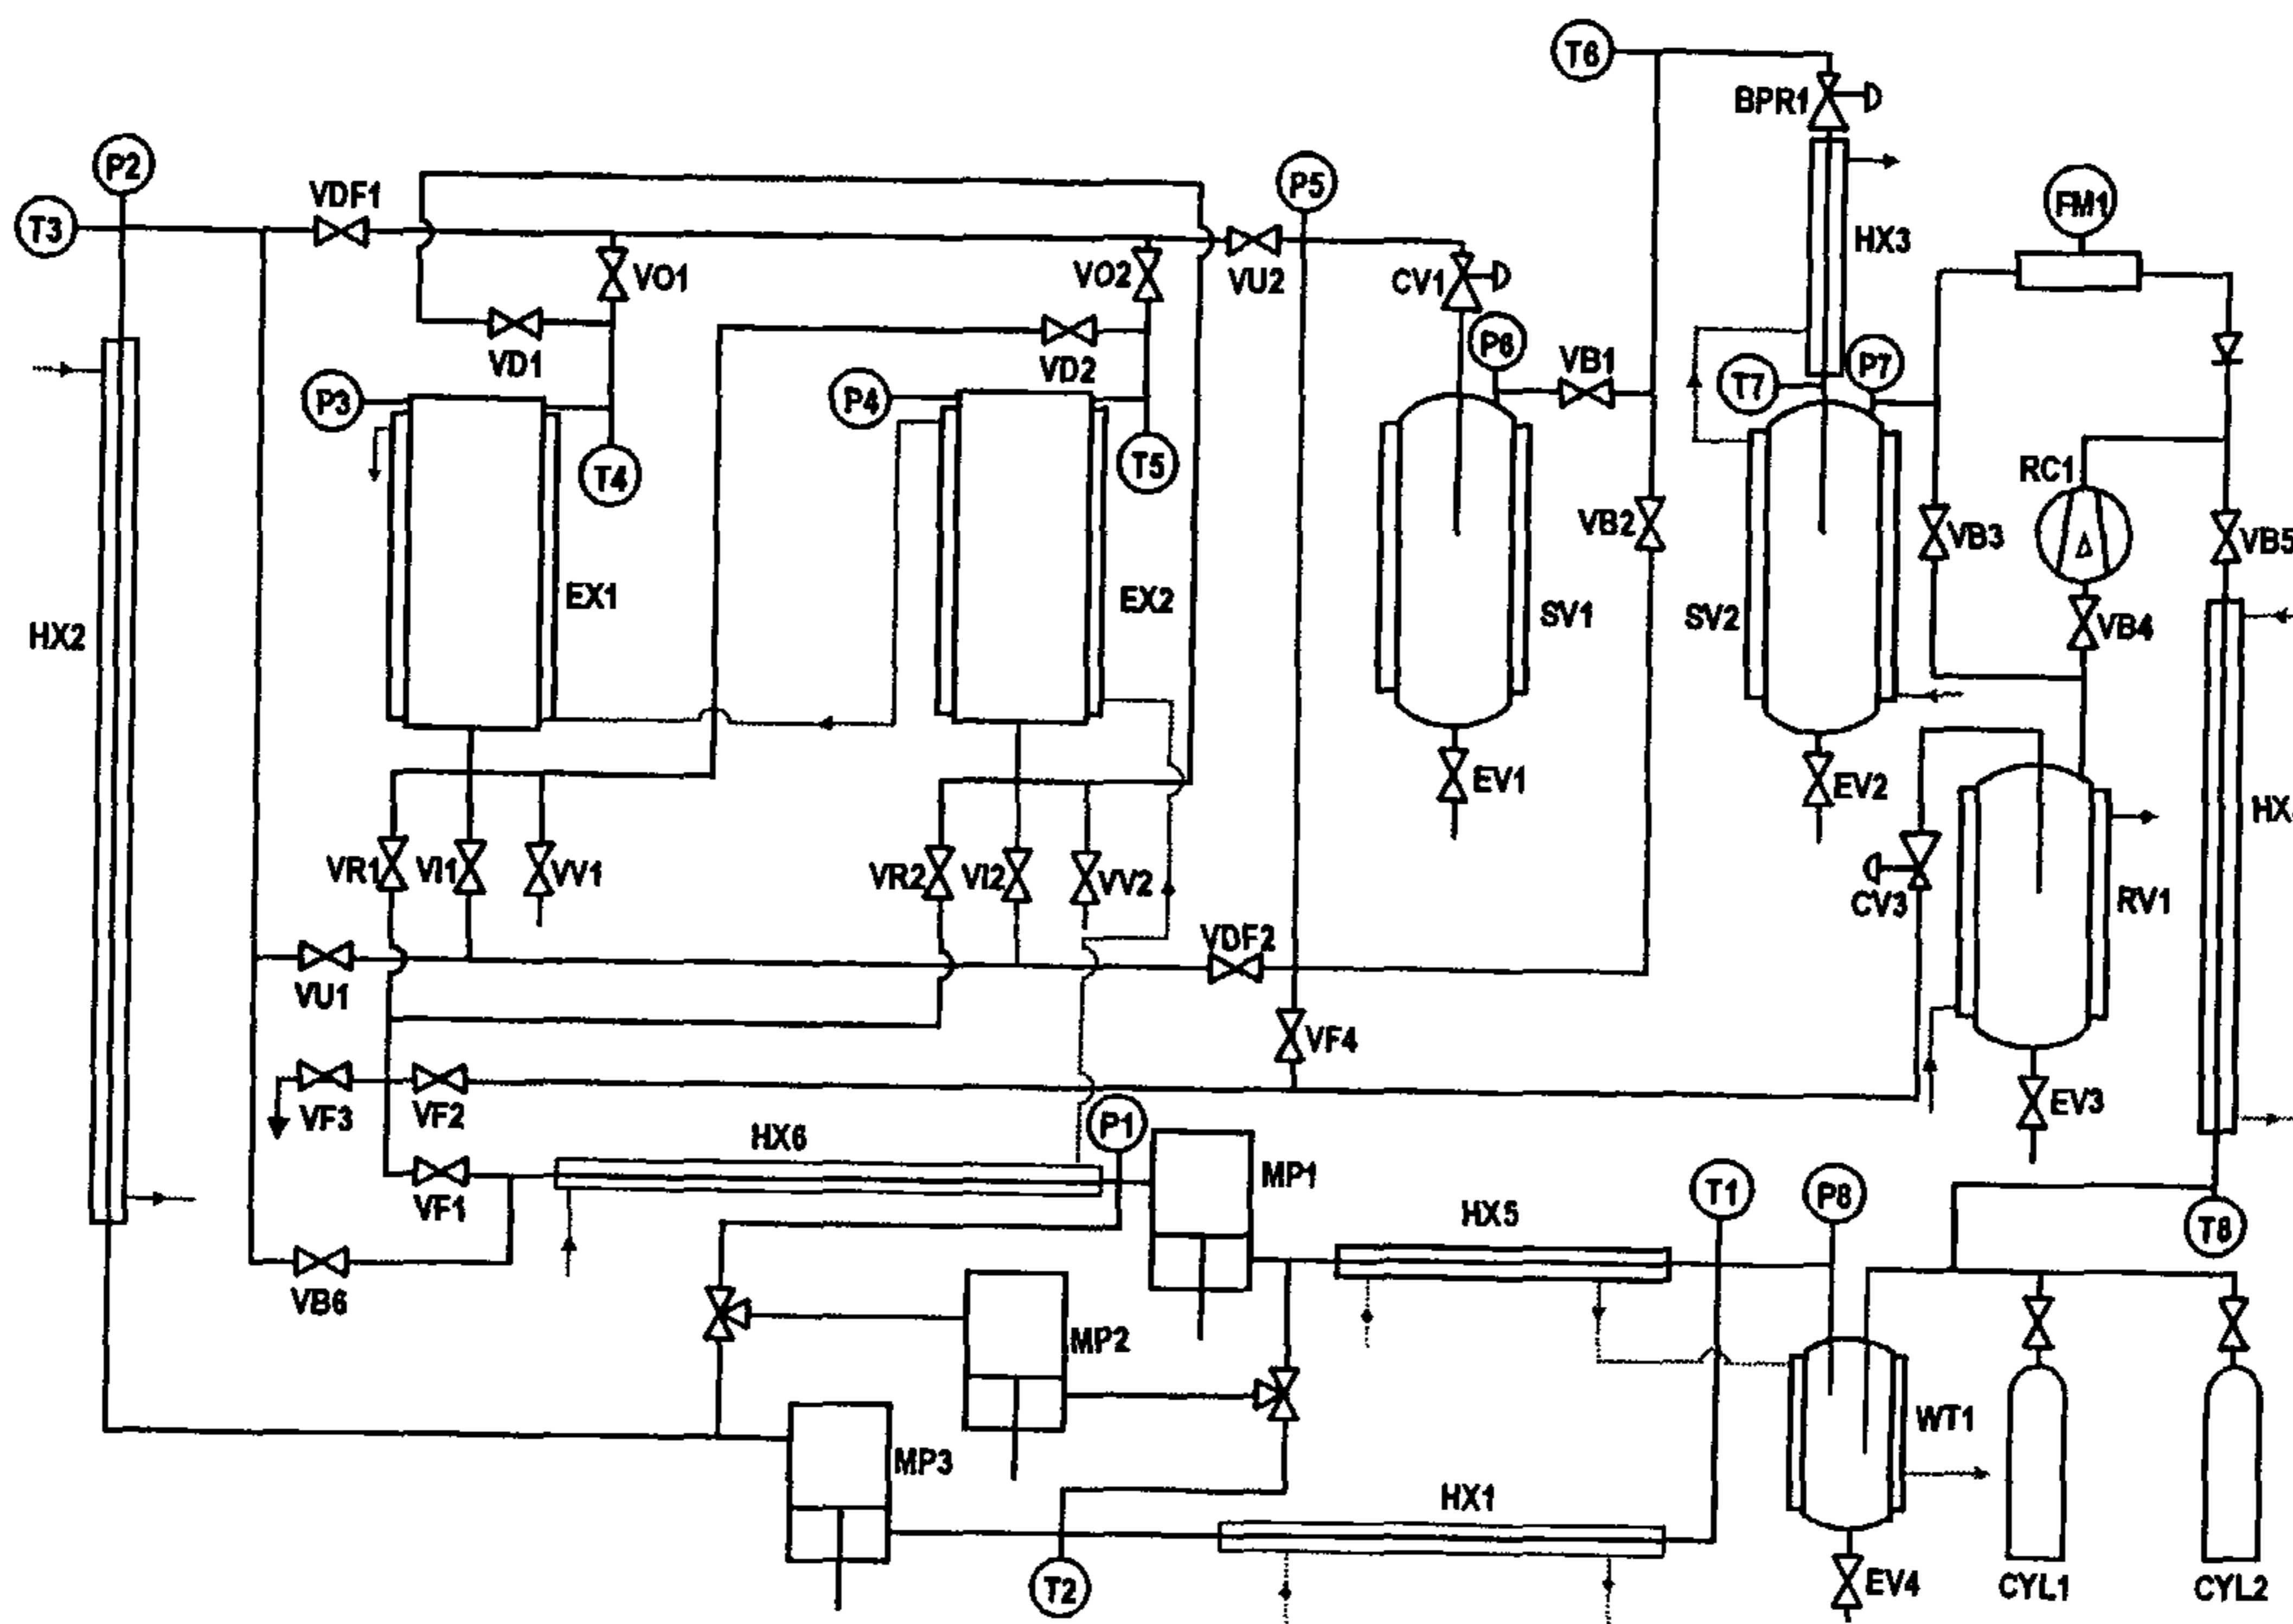 T6
BPR1
P2
VDF1
P5
FM1
T3
HX3
VO1
VO2
VU2
CV1
VD1
VD2
P6
VB1
P7
P3
P4
T7
T4
T5
RC1
VB2
VB3
VB5
EX1
EX2
SV1
SV2
HX2
VB4
EV1
EV2
VR1
VI1
VV1
VR2
VI2
VV2
CV3
RV1
VDF2
VU1
VF4
VF3
VF2
P1
EV3
HX6
MP1
VF1
HX5
T1
P8
T8
VB6
MP2
WT1
MP3
HX1
T2
EV4
CYL1
CYL2